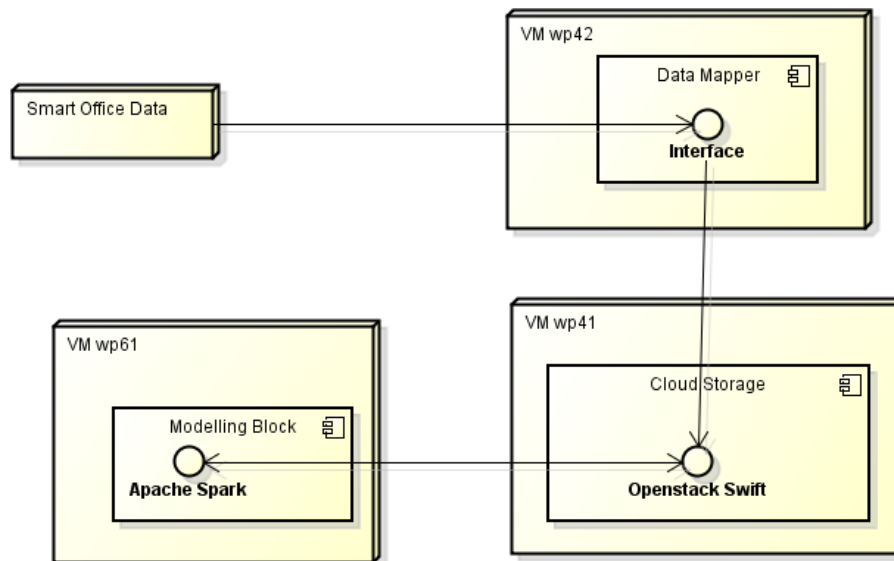 VM wp42
Data Mapper
Smart Office Data
Interface
VM wp41
VM wp61
Cloud Storage
Modelling Block
Apache Spark
Openstack Swift